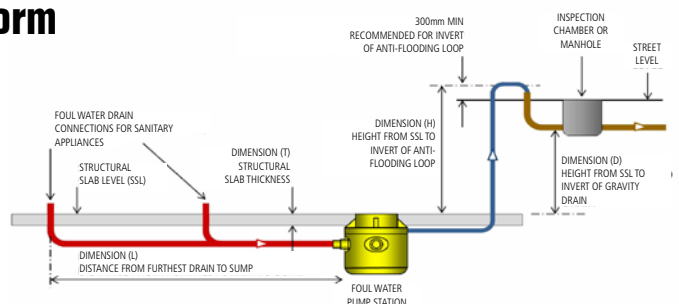 orm
300mm MIN
RECOMMENDED FOR INVERT
OF ANTI-FLOODING LOOP
INSPECTION
CHAMBER OR
MANHOLE
STREET
LEVEL
FOUL WATER DRAIN
CONNECTIONS FOR SANITARY
APPLIANCES
STRUCTURAL
SLAB LEVEL (SSL)
DIMENSION (T)
STRUCTURAL
SLAB THICKNESS
DIMENSION (H)
HEIGHT FROM SSL TO
INVERT OF ANTI-
FLOODING LOOP
DIMENSION (D)
HEIGHT FROM SSL TO
INVERT OF GRAVITY
DRAIN
DIMENSION (L)
DISTANCE FROM FURTHEST DRAIN TO SUMP
FOUL WATER
PUMP STATION